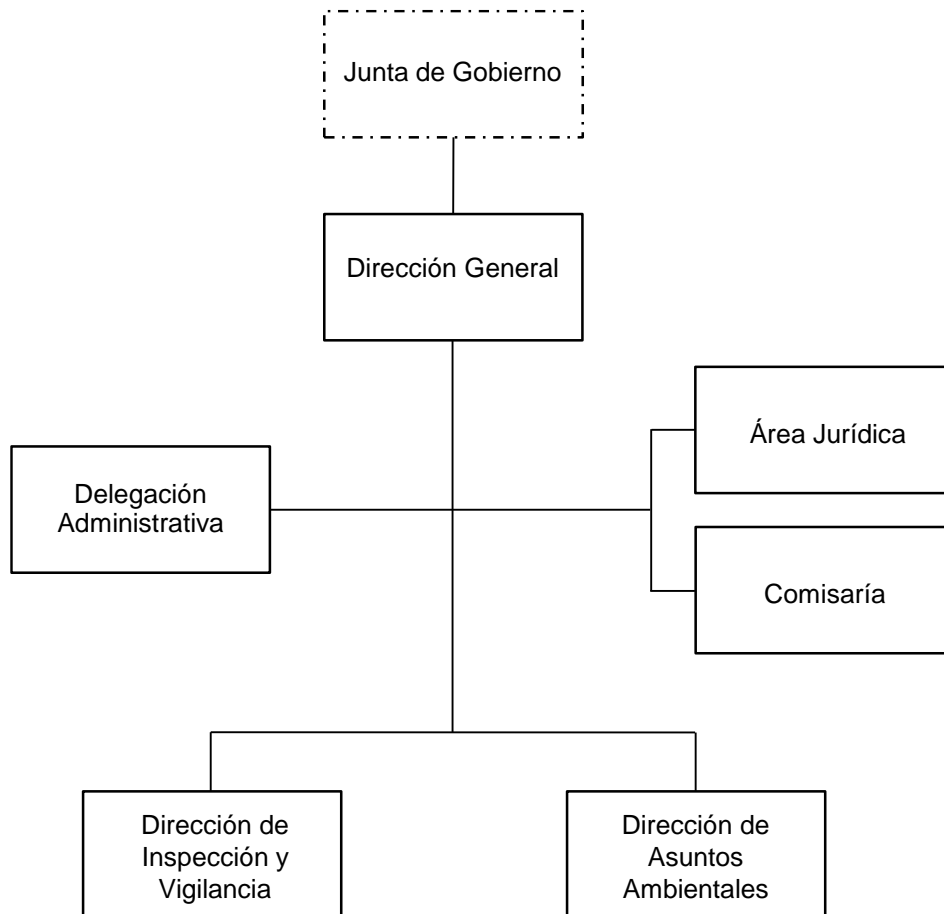 Junta de Gobierno
Dirección General
Área Jurídica
Delegación
Administrativa
Comisaría
Dirección de
Inspección y
Vigilancia
Dirección de
Asuntos
Ambientales